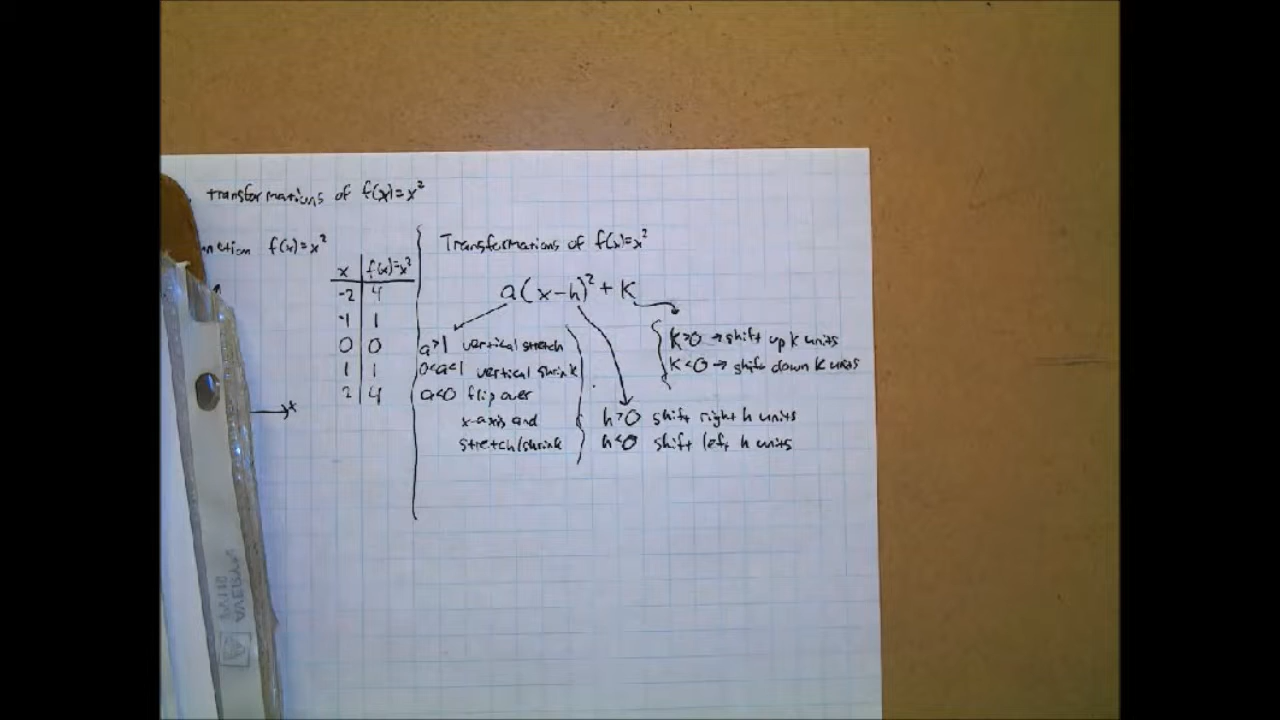 transformations of f(x)=x²
nction f(x)=x²
x f(x)=x²
-2 4
-1 1
0 0
1 1
2 4
x
Transformations of f(x)=x²
a(x-h)²+k
a>1 vertical stretch
0<a<1 vertical shrink
a<0 flip over
x-axis and
stretch/shrink
k>0 → shift up k units
k<0 → shift down k units
h>0 shift right h units
h<0 shift left h units